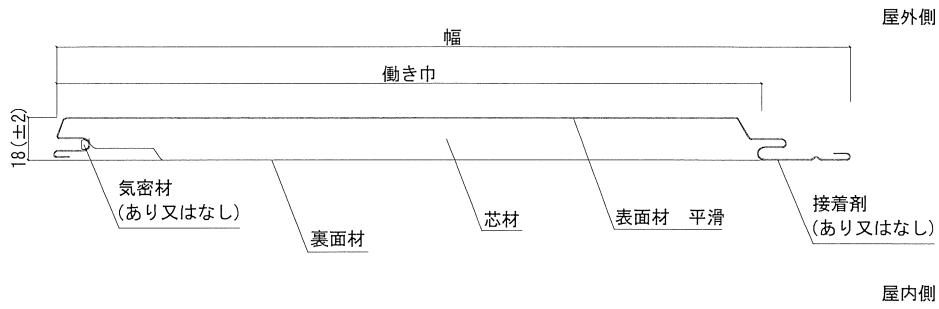 屋外側
幅
働き巾
18(±2)
気密材
(あり又はなし)
裏面材
芯材
表面材　平滑
接着剤
(あり又はなし)
屋内側